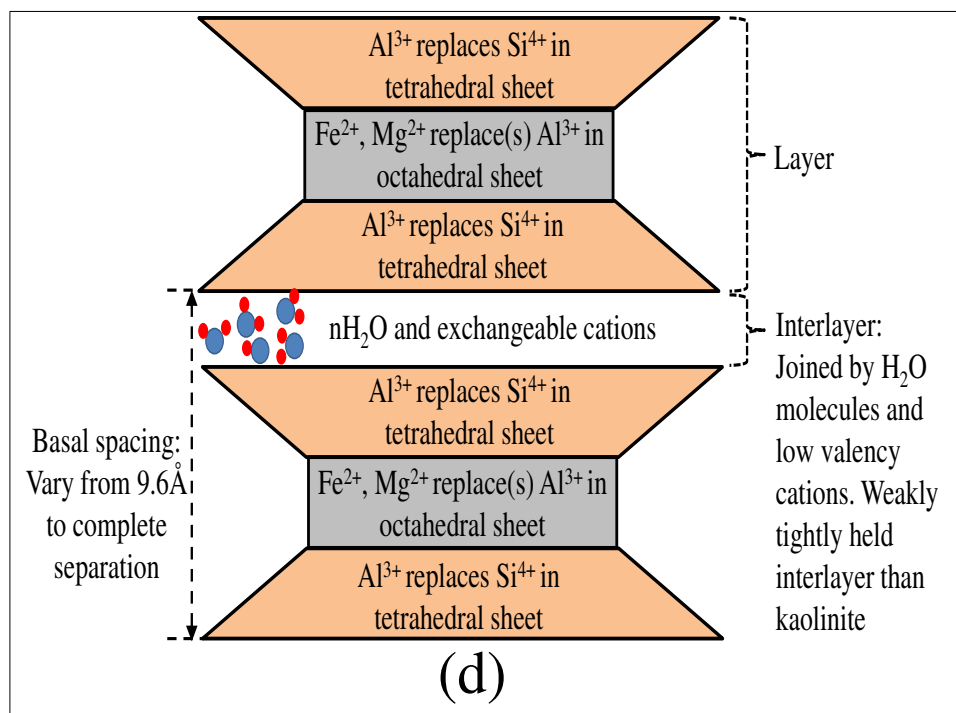 Al³⁺ replaces Si⁴⁺ in
tetrahedral sheet
Fe²⁺, Mg²⁺ replace(s) Al³⁺ in
octahedral sheet
Al³⁺ replaces Si⁴⁺ in
tetrahedral sheet
Layer
nH₂O and exchangeable cations
Interlayer:
Joined by H₂O
molecules and
low valency
cations. Weakly
tightly held
interlayer than
kaolinite
Basal spacing:
Vary from 9.6Å
to complete
separation
Al³⁺ replaces Si⁴⁺ in
tetrahedral sheet
Fe²⁺, Mg²⁺ replace(s) Al³⁺ in
octahedral sheet
Al³⁺ replaces Si⁴⁺ in
tetrahedral sheet
(d)